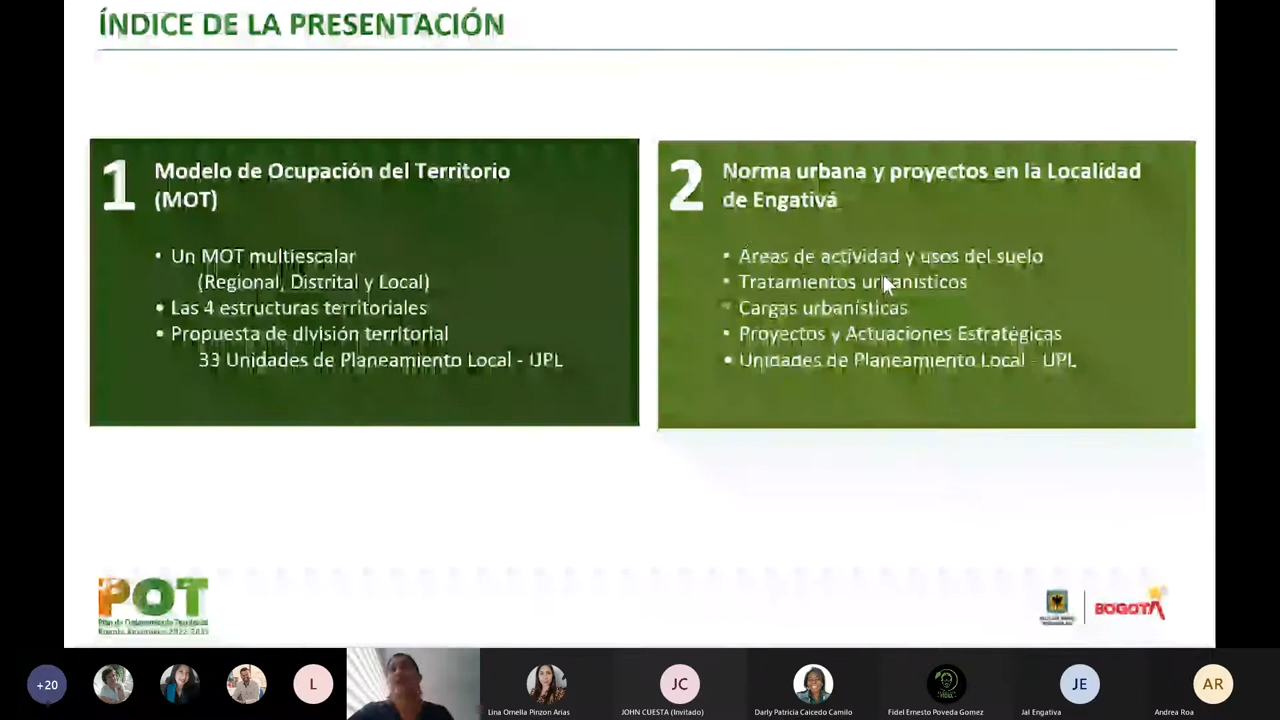 ÍNDICE DE LA PRESENTACIÓN
1
Modelo de Ocupación del Territorio
(MOT)
• Un MOT multiescalar
(Regional, Distrital y Local)
• Las 4 estructuras territoriales
• Propuesta de división territorial
33 Unidades de Planeamiento Local - UPL
2
Norma urbana y proyectos en la Localidad
de Engativá
• Áreas de actividad y usos del suelo
• Tratamientos urbanísticos
• Cargas urbanísticas
• Proyectos y Actuaciones Estratégicas
• Unidades de Planeamiento Local - UPL
POT
Plan de Ordenamiento Territorial
BOGOTÁ
+20
L
JC
JE
AR
Lina Ornella Pinzon Arias
JOHN CUESTA (Invitado)
Darly Patricia Caicedo Camilo
Fidel Ernesto Poveda Gomez
Jal Engativa
Andrea Roa